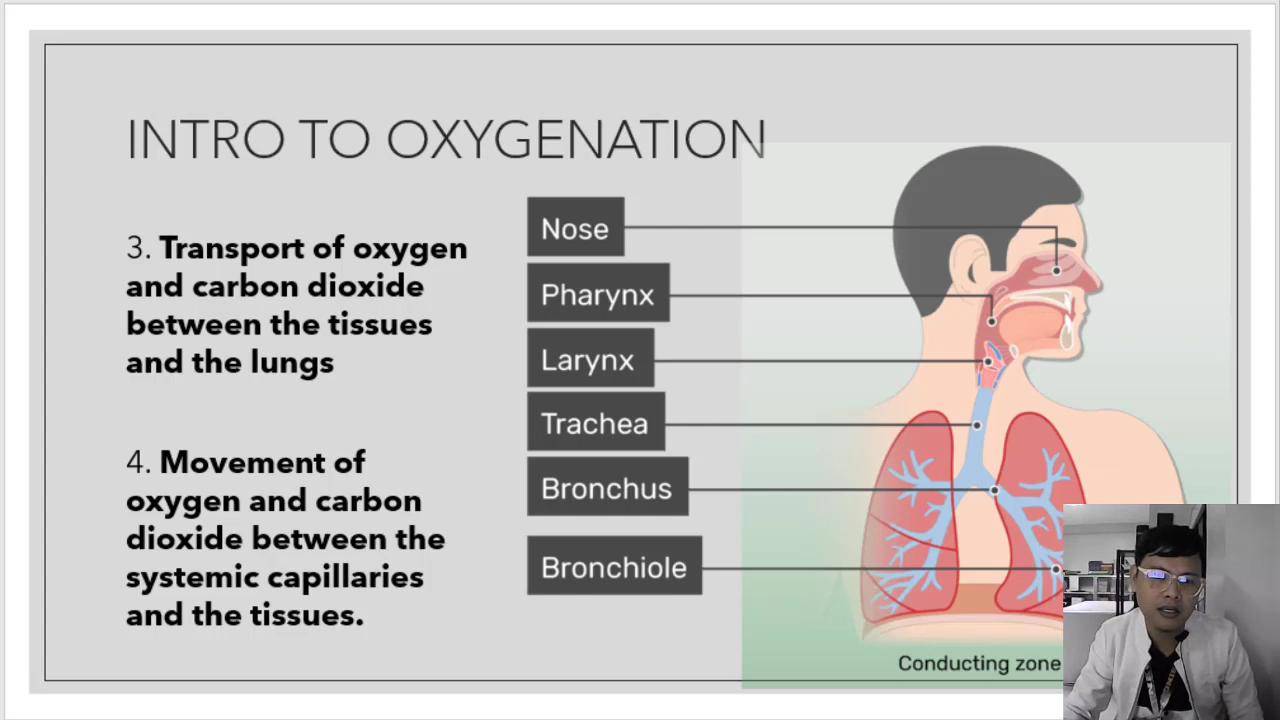 INTRO TO OXYGENATION
3. Transport of oxygen
and carbon dioxide
between the tissues
and the lungs
4. Movement of
oxygen and carbon
dioxide between the
systemic capillaries
and the tissues.
Nose
Pharynx
Larynx
Trachea
Bronchus
Bronchiole
Conducting zone